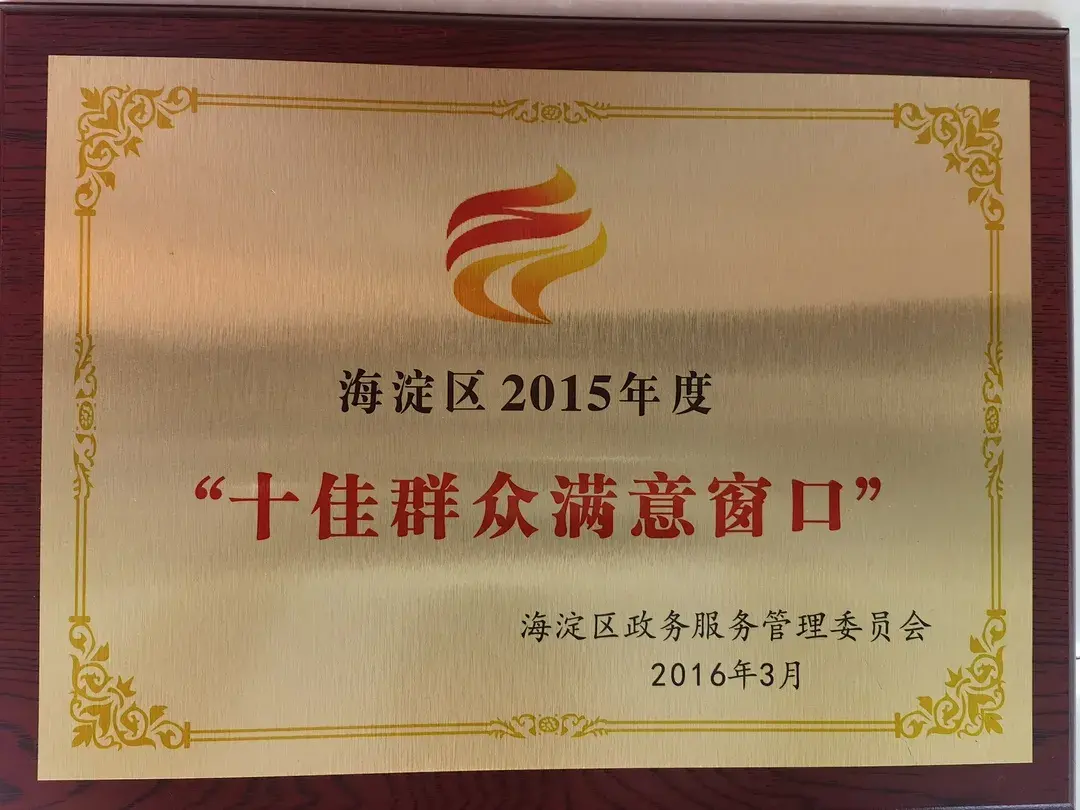 海淀区2015年度
“十佳群众满意窗口”
海淀区政务服务管理委员会
2016年3月